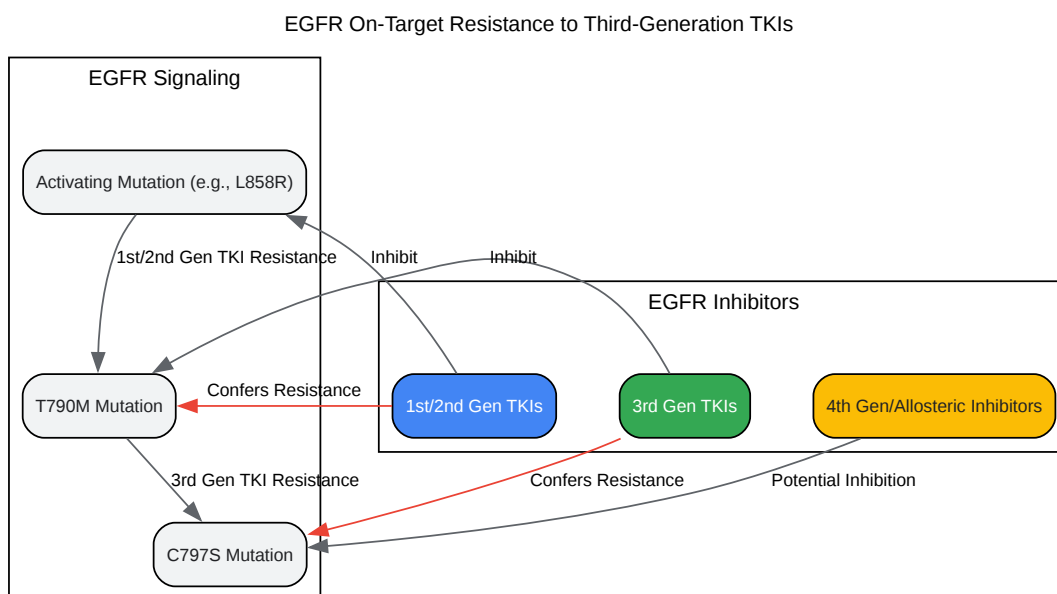 EGFR On-Target Resistance to Third-Generation TKIs
EGFR Signaling
Activating Mutation (e.g., L858R)
1st/2nd Gen TKI Resistance
Inhibit
Inhibit
EGFR Inhibitors
T790M Mutation
Confers Resistance
1st/2nd Gen TKIs
3rd Gen TKIs
4th Gen/Allosteric Inhibitors
3rd Gen TKI Resistance
Confers Resistance
Potential Inhibition
C797S Mutation